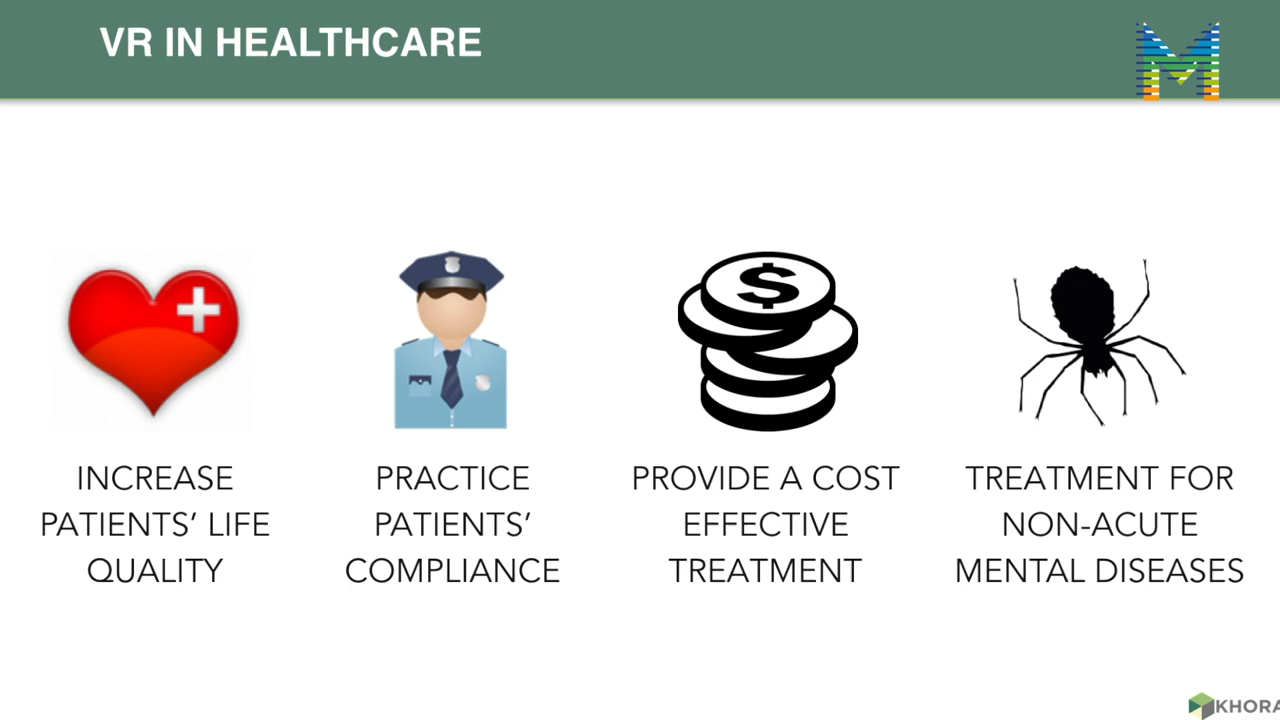 VR IN HEALTHCARE
$
INCREASE
PATIENTS’ LIFE
QUALITY
PRACTICE
PATIENTS’
COMPLIANCE
PROVIDE A COST
EFFECTIVE
TREATMENT
TREATMENT FOR
NON-ACUTE
MENTAL DISEASES
KHORA